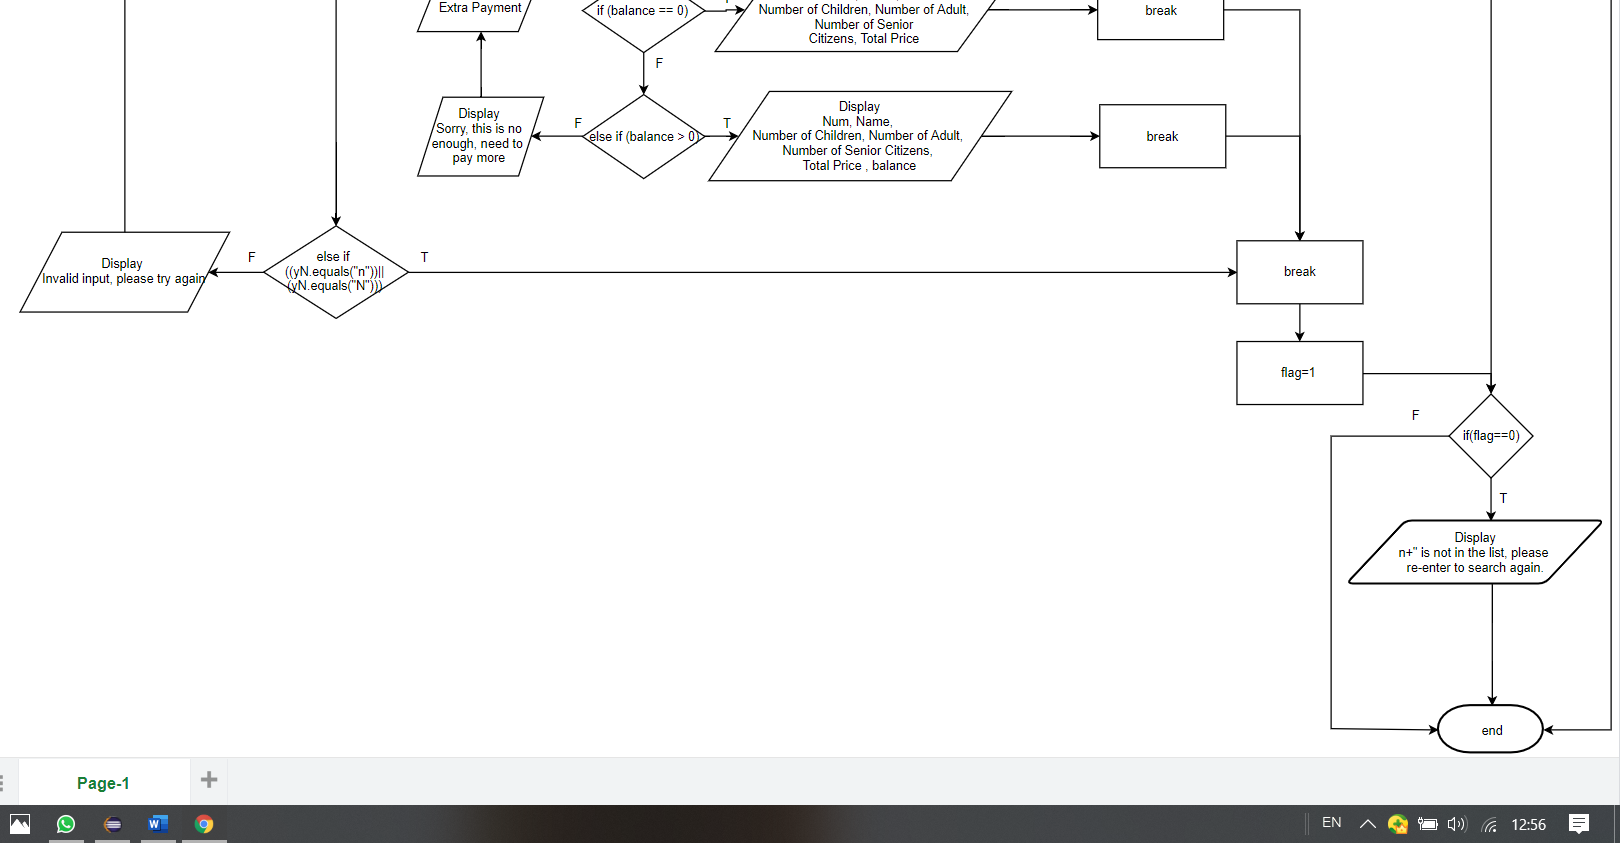 Extra Payment
if (balance == 0)
Number of Children, Number of Adult,
Number of Senior
Citizens, Total Price
break
F
Display
Sorry, this is no
enough, need to
pay more
F
else if (balance > 0)
T
Display
Num, Name,
Number of Children, Number of Adult,
Number of Senior Citizens,
Total Price , balance
break
Display
Invalid input, please try again
F
else if
((yN.equals("n"))||
(yN.equals("N")))
T
break
flag=1
F
if(flag==0)
T
Display
n+" is not in the list, please
re-enter to search again.
end
Page-1
+
W
EN
12:56